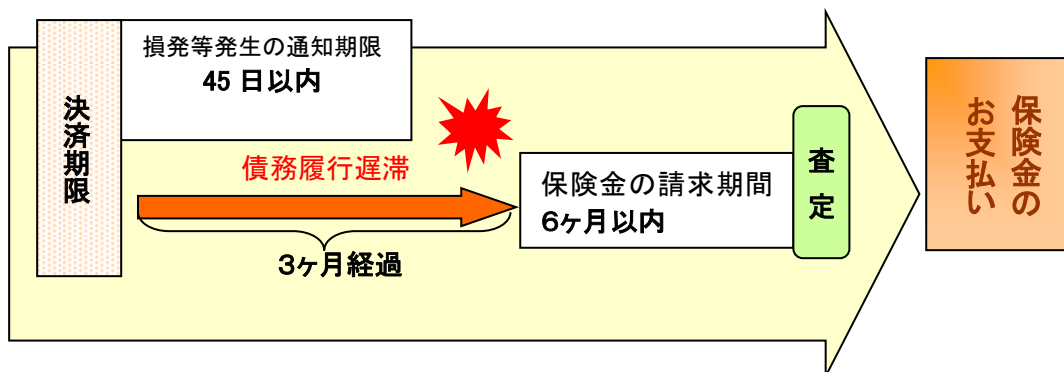 決済期限
損発等発生の通知期限
45 日以内
債務履行遅滞
3ヶ月経過
保険金の請求期間
6ヶ月以内
査定
保険金の
お支払い